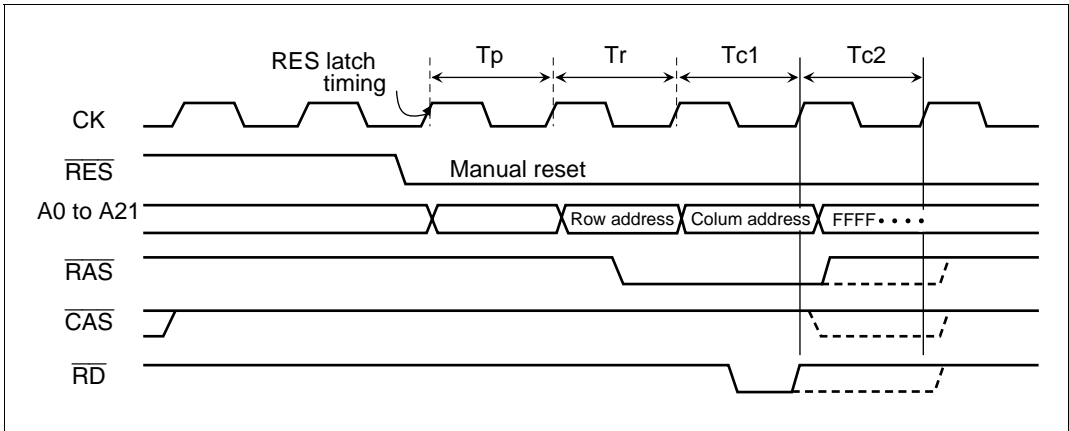 RES latch
timing
Tp
Tr
Tc1
Tc2
CK
RES
Manual reset
A0 to A21
Row address
Colum address
FFFF····
RAS
CAS
RD